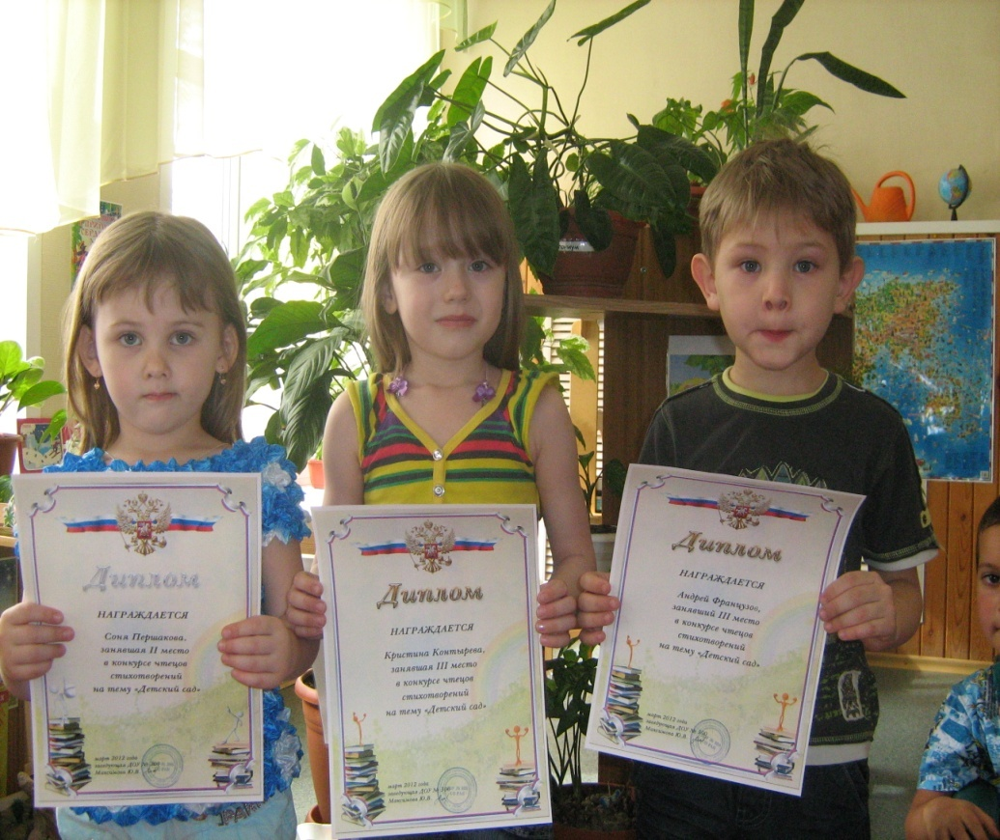 Диплом
НАГРАЖДАЕТСЯ
Соня Першакова,
занявшая II место
в конкурсе чтецов
стихотворений
на тему «Детский сад»
март 2012 года
заведующая ДОУ №
Максимова Ю.В.
Диплом
НАГРАЖДАЕТСЯ
Кристина Контырева,
занявшая III место
в конкурсе чтецов
стихотворений
на тему «Детский сад»
март 2012 года
заведующая ДОУ №
Максимова Ю.В.
Диплом
НАГРАЖДАЕТСЯ
Андрей Французов,
занявший III место
в конкурсе чтецов
стихотворений
на тему «Детский сад»
март 2012 года
заведующая ДОУ №
Максимова Ю.В.